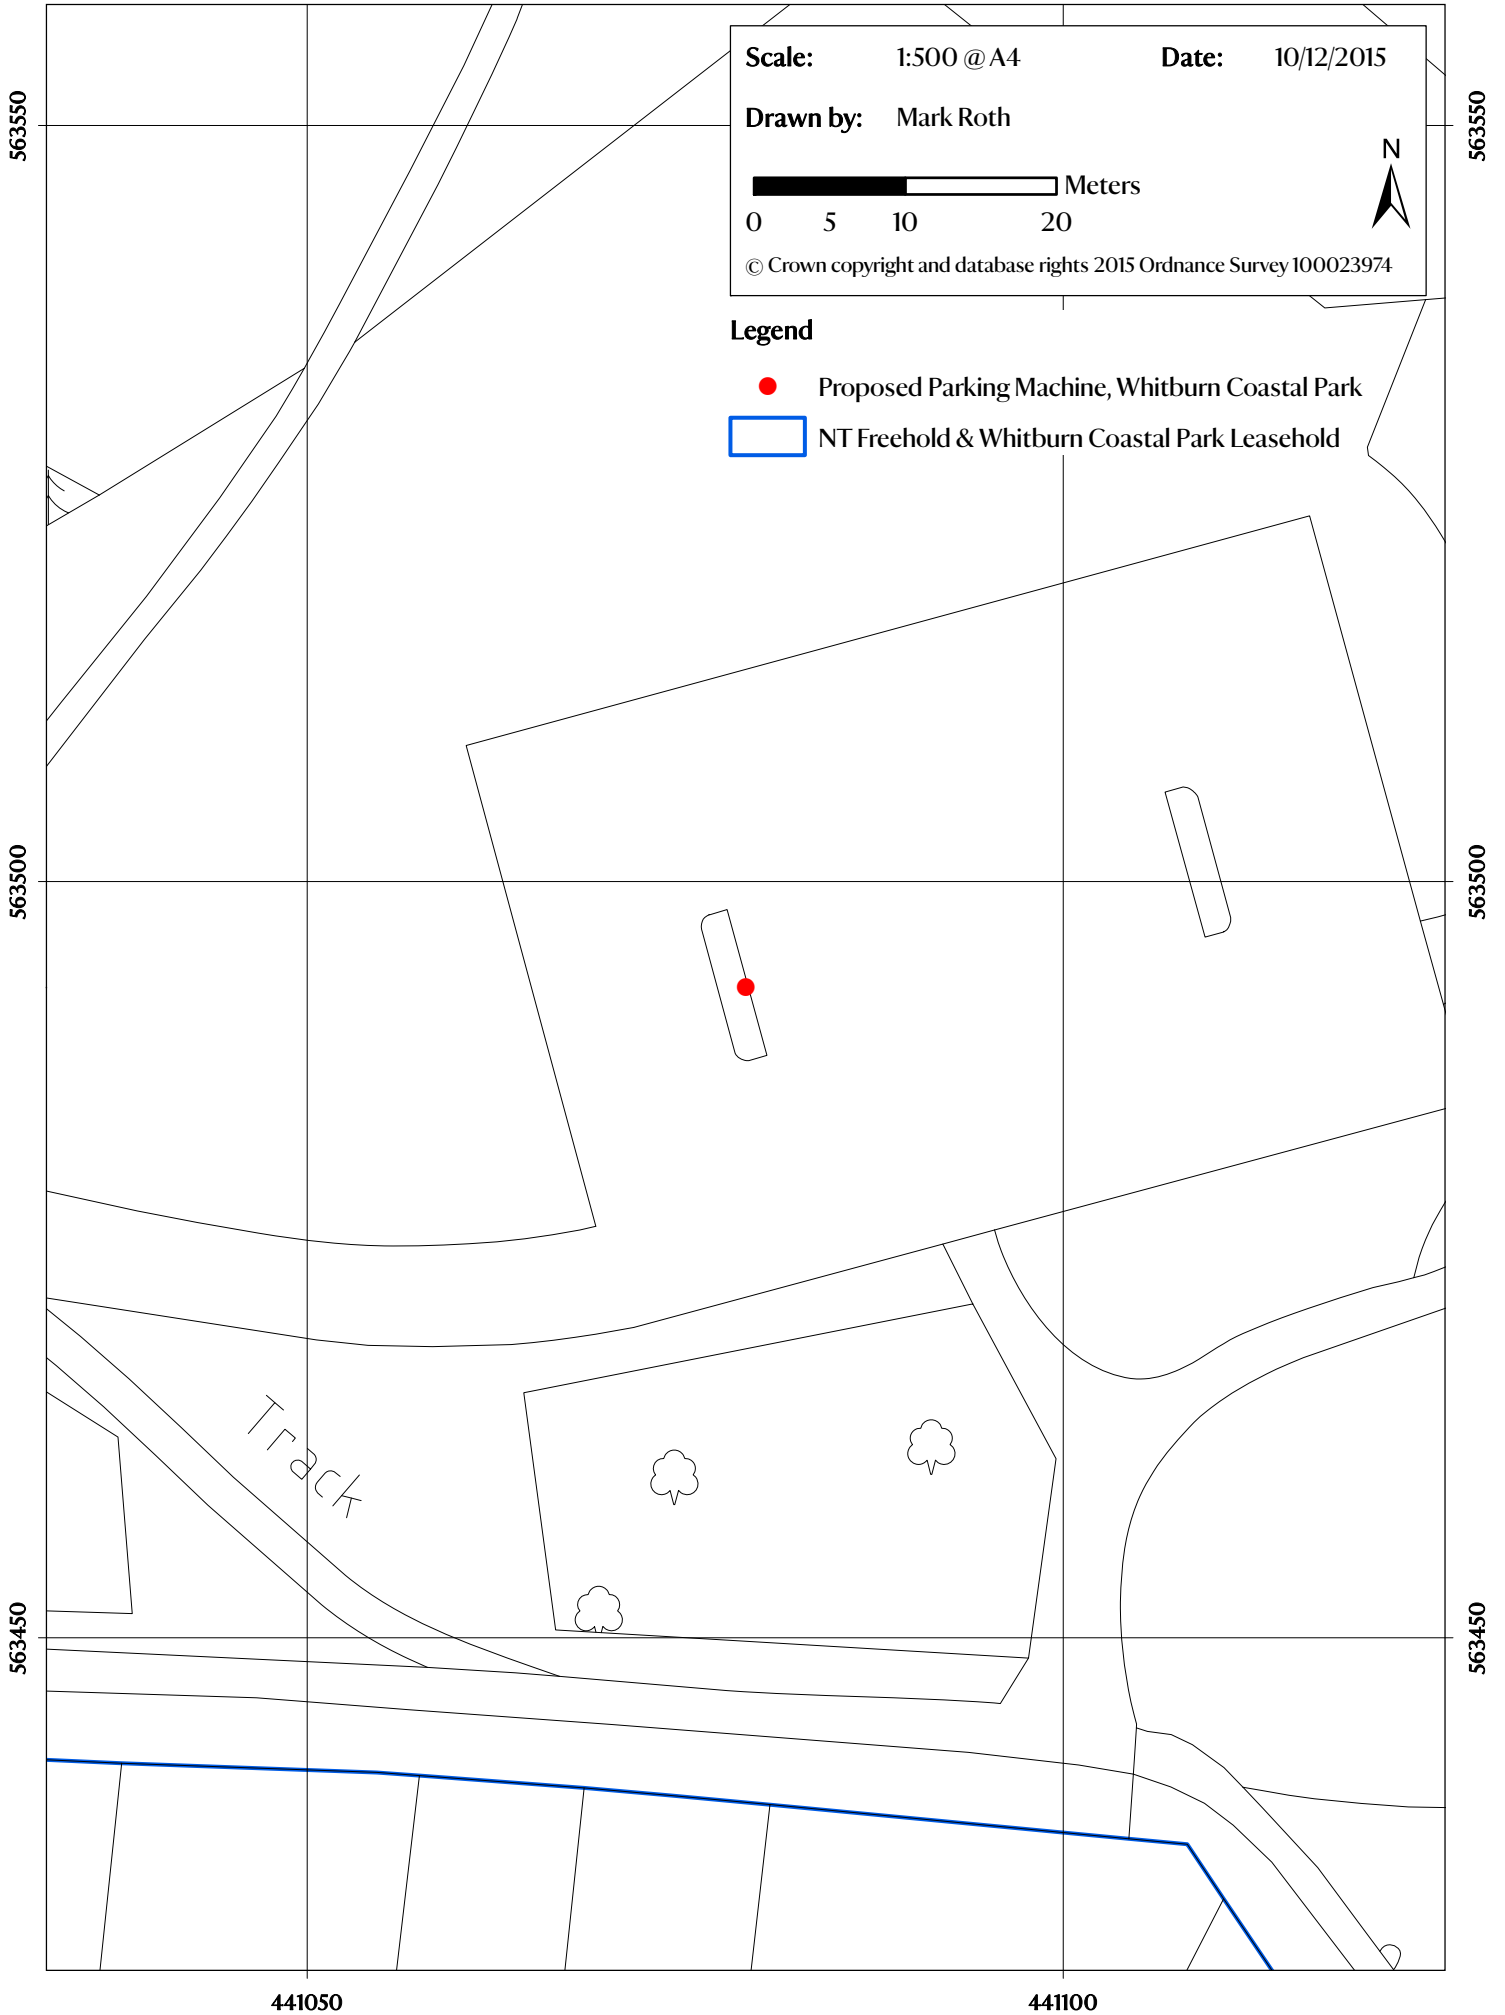 Scale: 1:500 @ A4 Date: 10/12/2015
563550 563550
Drawn by: Mark Roth
N
Meters
0 5 10 20
© Crown copyright and database rights 2015 Ordnance Survey 100023974
Legend
Proposed Parking Machine, Whitburn Coastal Park
NT Freehold & Whitburn Coastal Park Leasehold
563500 563500
Track
563450 563450
441050 441100